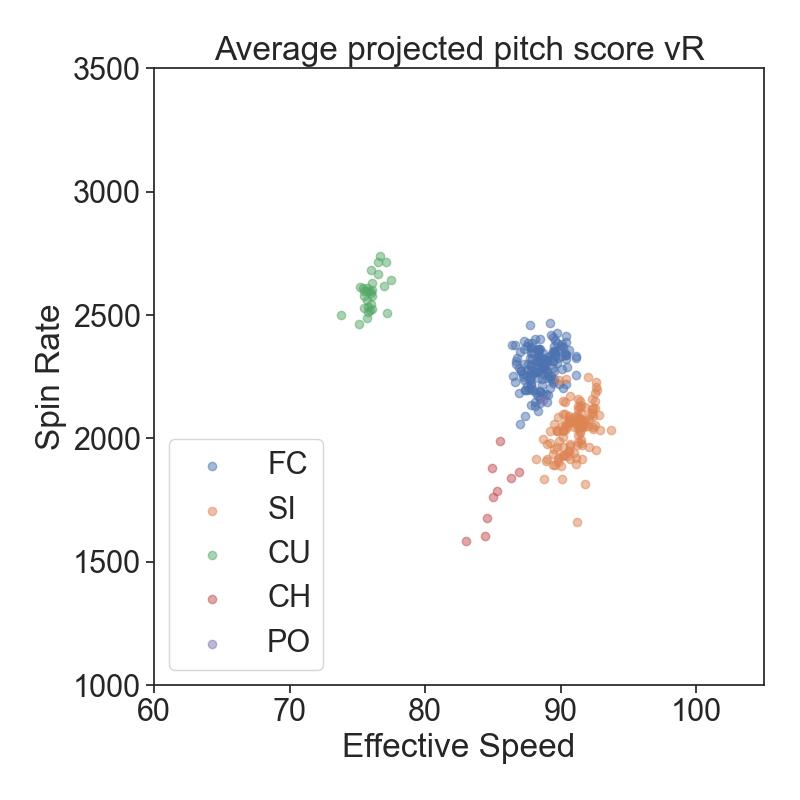 Average projected pitch score vR
3500
3000
2500
2000
1500
1000
Spin Rate
FC
SI
CU
CH
PO
60 70 80 90 100
Effective Speed